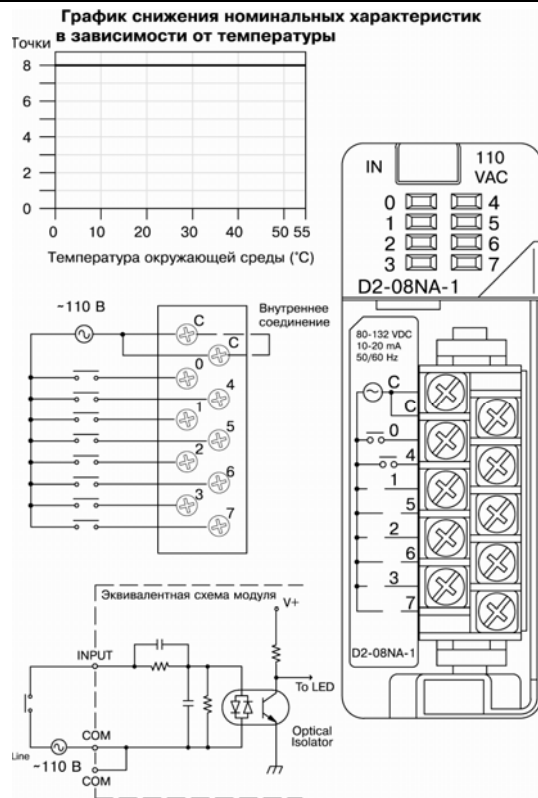 График снижения номинальных характеристик
в зависимости от температуры
Точки
8
6
4
2
0
0 10 20 30 40 50 55
Температура окружающей среды (°C)
~110 В
C
C
Внутреннее
соединение
0
4
1
5
2
6
3
7
IN
110
VAC
0 4
1 5
2 6
3 7
D2-08NA-1
80-132 VDC
10-20 mA
50/60 Hz
C
C
0
4
1
5
2
6
3
7
D2-08NA-1
Эквивалентная схема модуля
V+
INPUT
To LED
Optical
Isolator
COM
Line
~110 В
COM